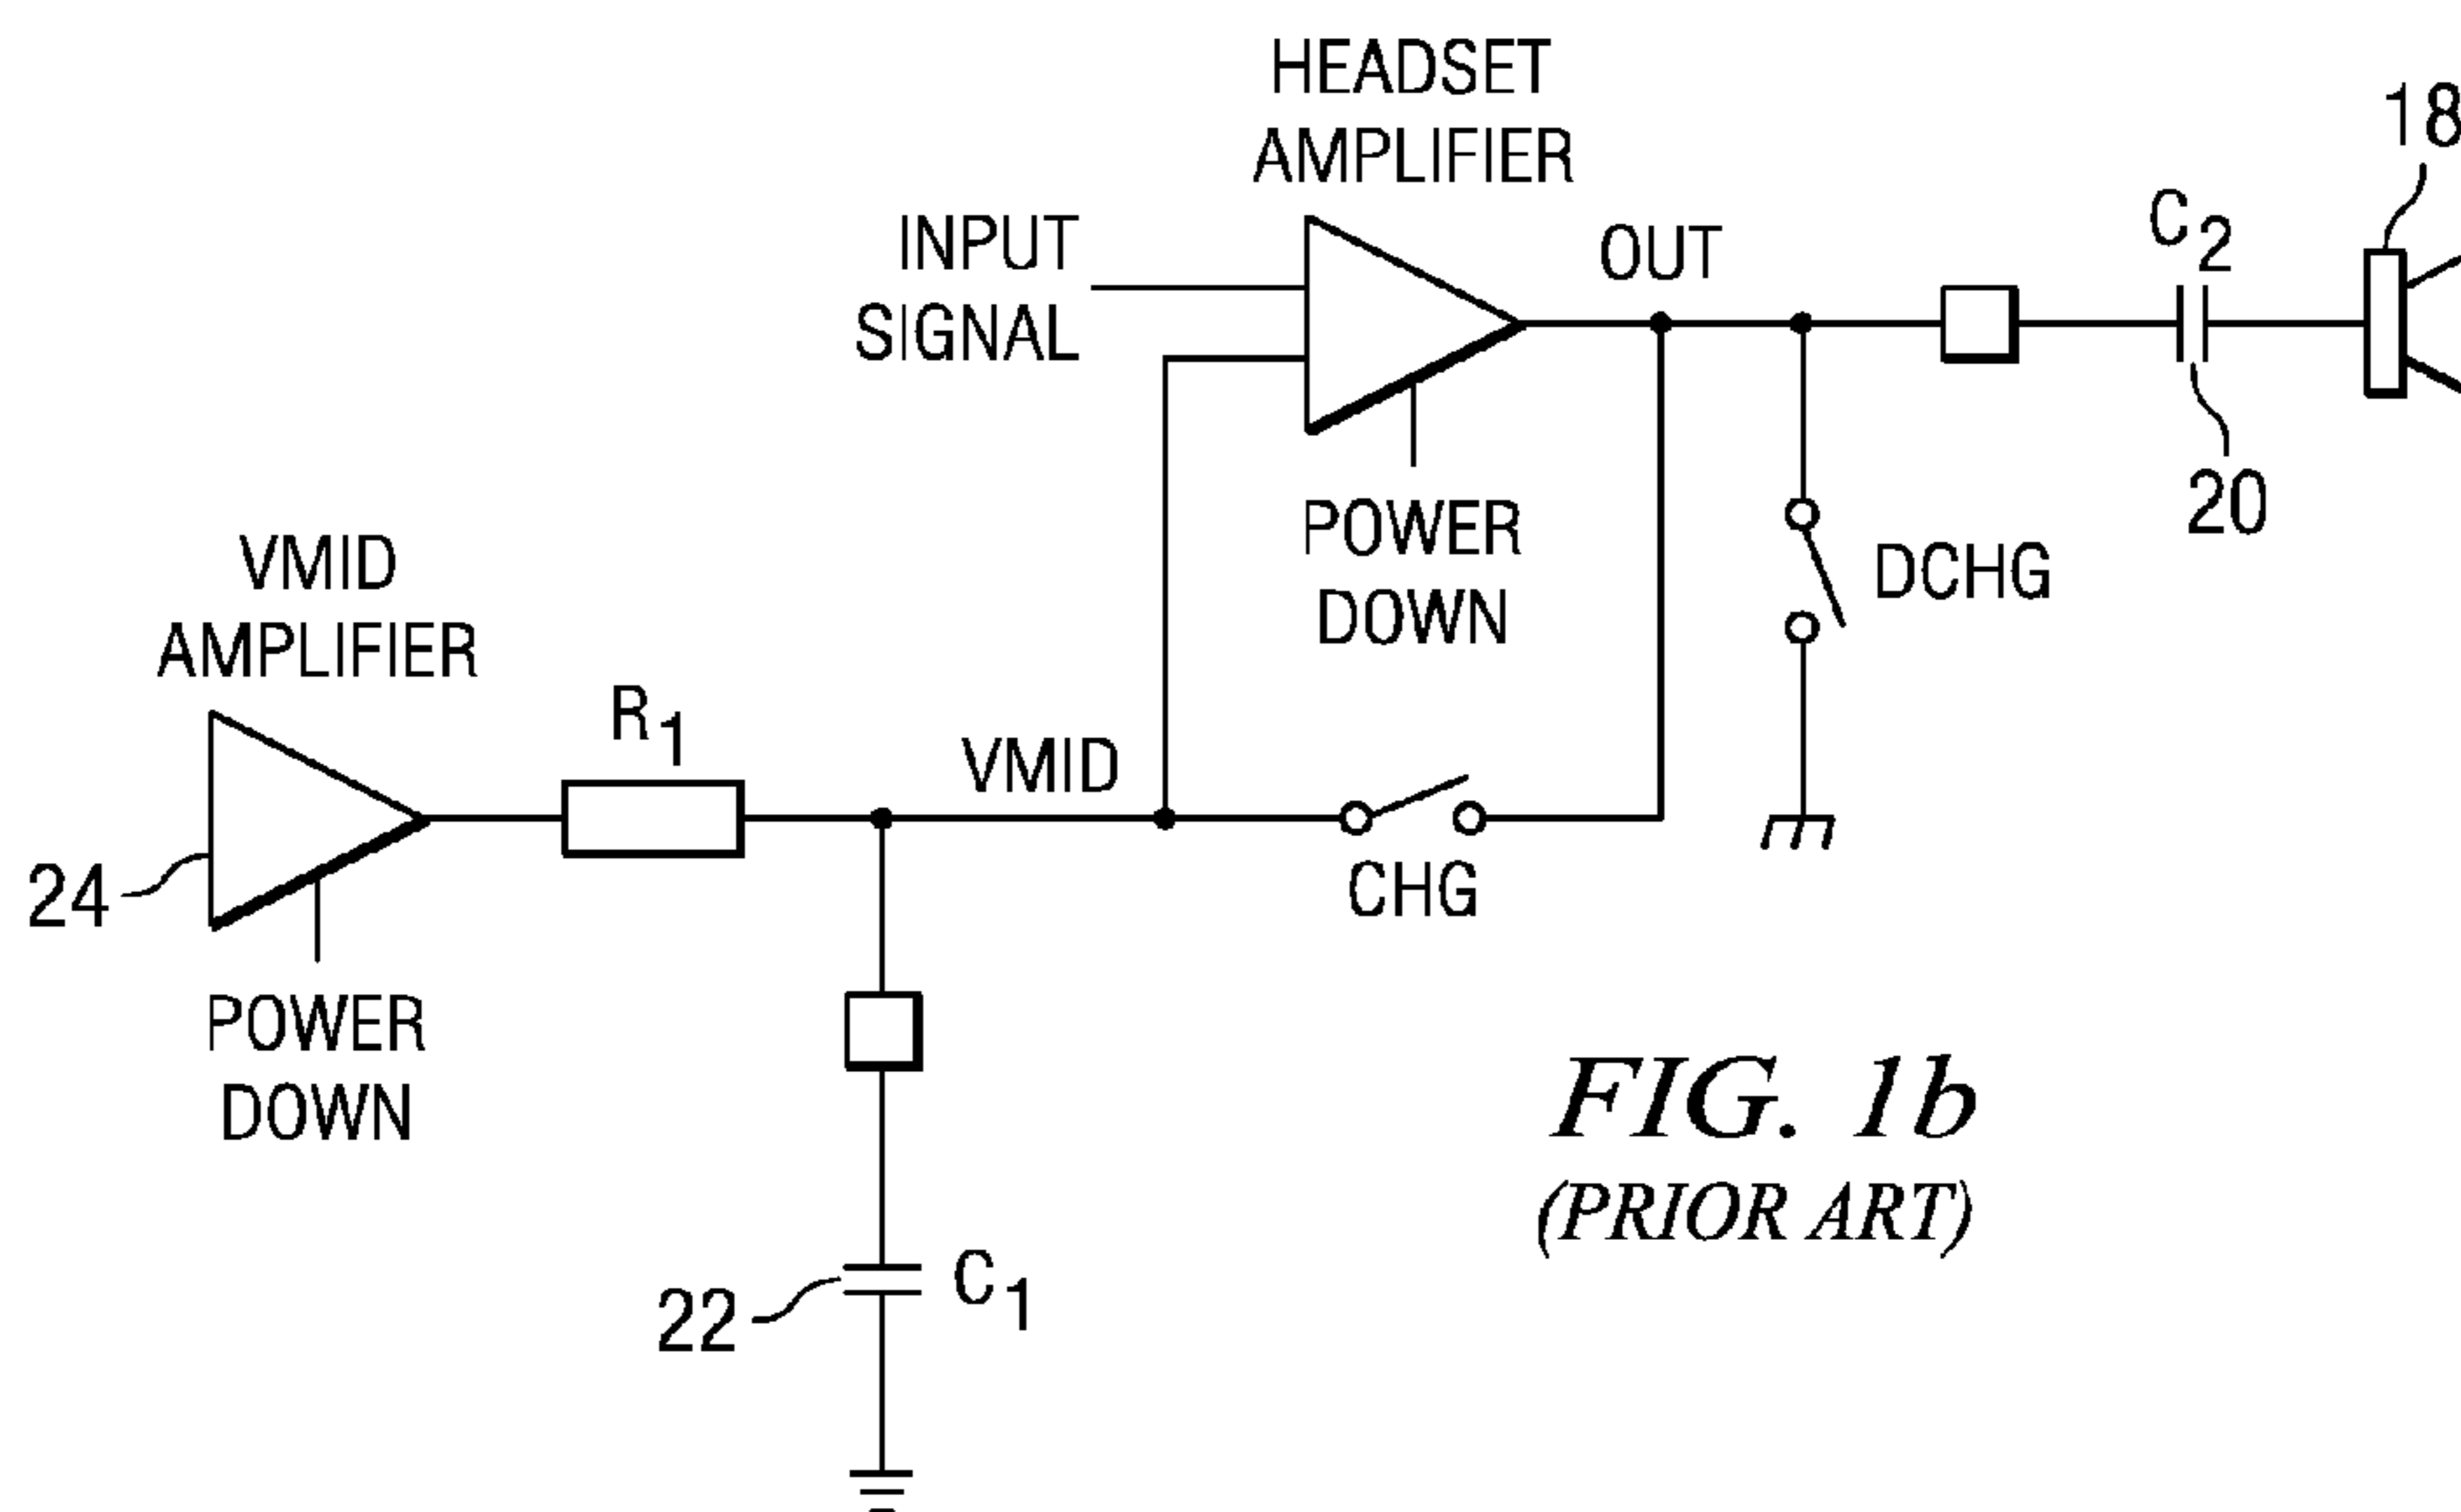 HEADSET
AMPLIFIER
18
C2
INPUT
SIGNAL
OUT
POWER
DOWN
20
DCHG
VMID
AMPLIFIER
R1
VMID
24
CHG
POWER
DOWN
22
C1
FIG. 1b
(PRIOR ART)